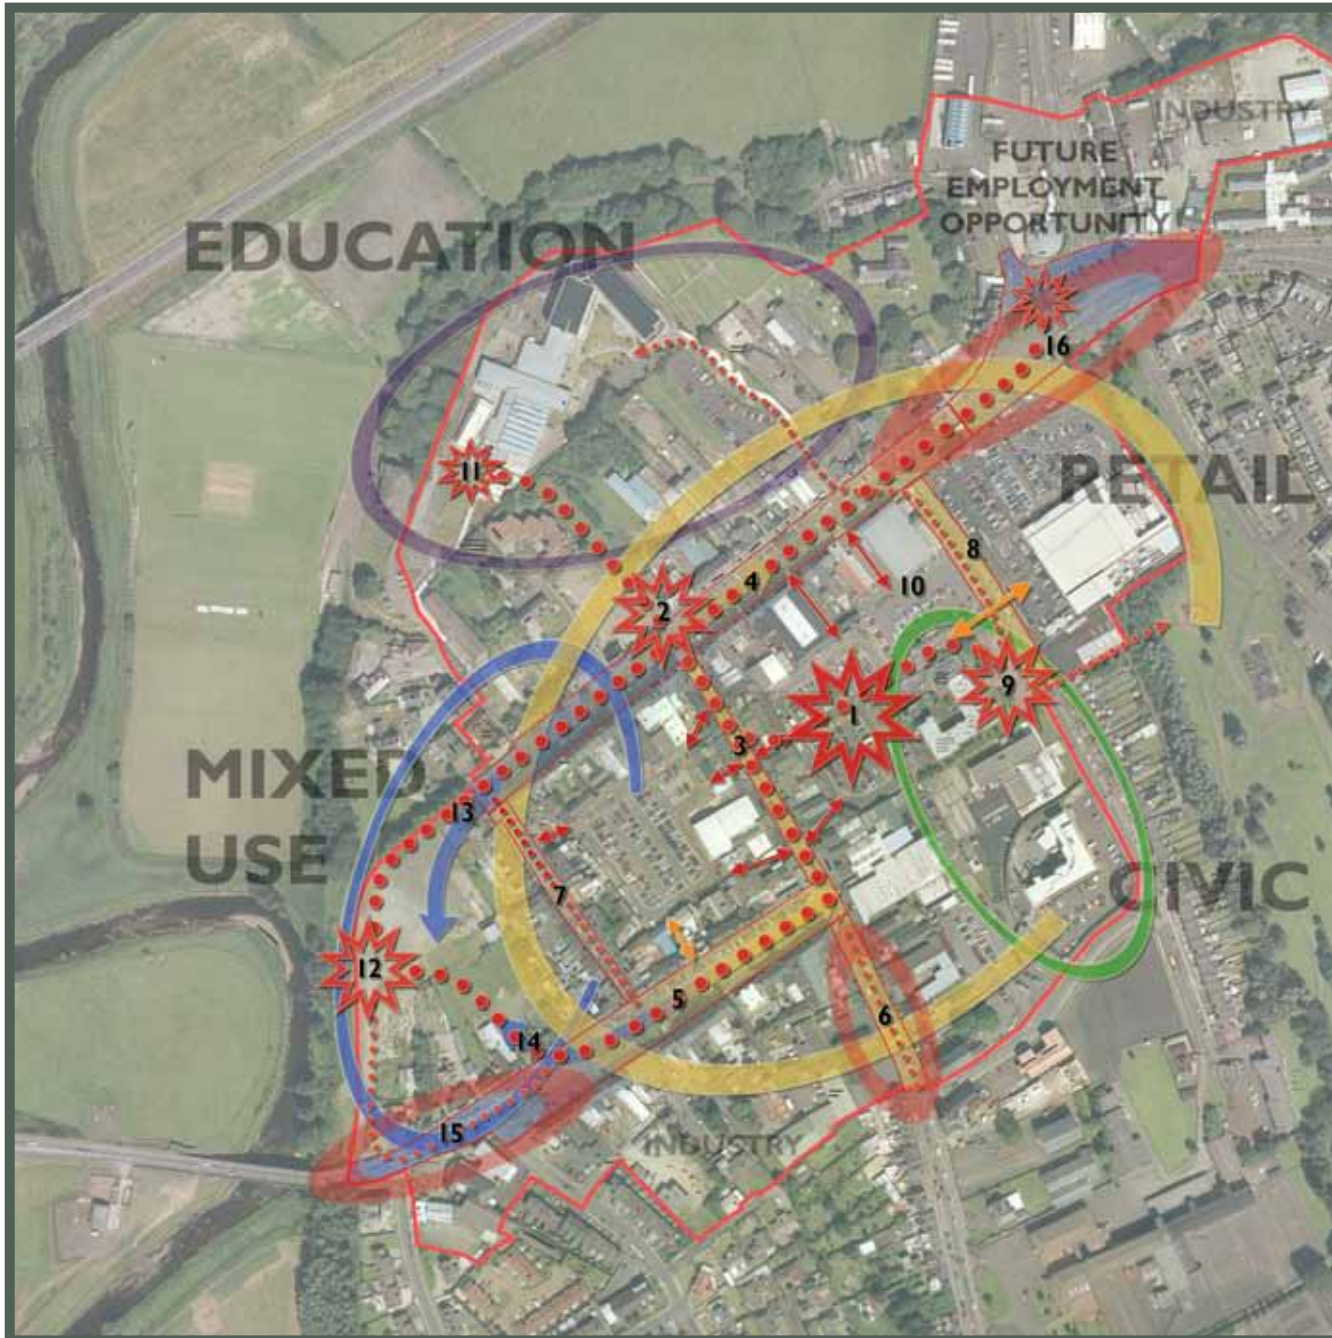 INDUSTRY
FUTURE
EMPLOYMENT
OPPORTUNITY
EDUCATION
16
RETAIL
11
8
4
10
2
9
1
3
MIXED
USE
13
7
CIVIC
12
5
6
14
15
INDUSTRY